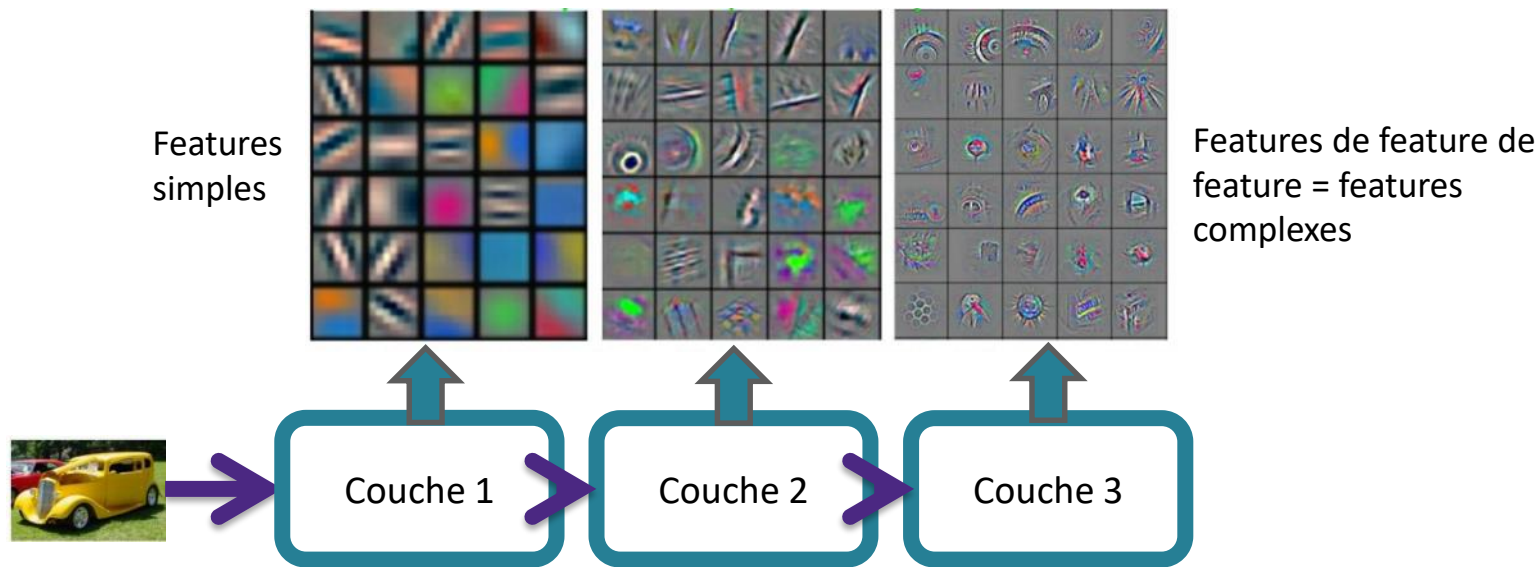 Features
simples
Features de feature de
feature = features
complexes
Couche 1
Couche 2
Couche 3